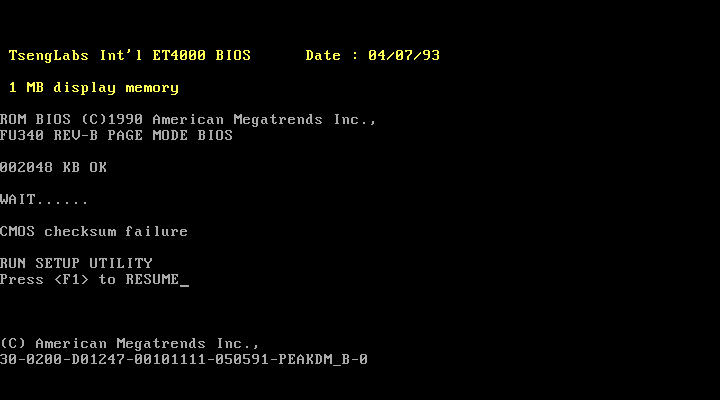 TsengLabs Int'l ET4000 BIOS      Date : 04/07/93
1 MB display memory
ROM BIOS (C)1990 American Megatrends Inc.,
FU340 REV-B PAGE MODE BIOS
002048 KB OK
WAIT......
CMOS checksum failure
RUN SETUP UTILITY
Press <F1> to RESUME_
(C) American Megatrends Inc.,
30-0200-D01247-00101111-050591-PEAKDM_B-0